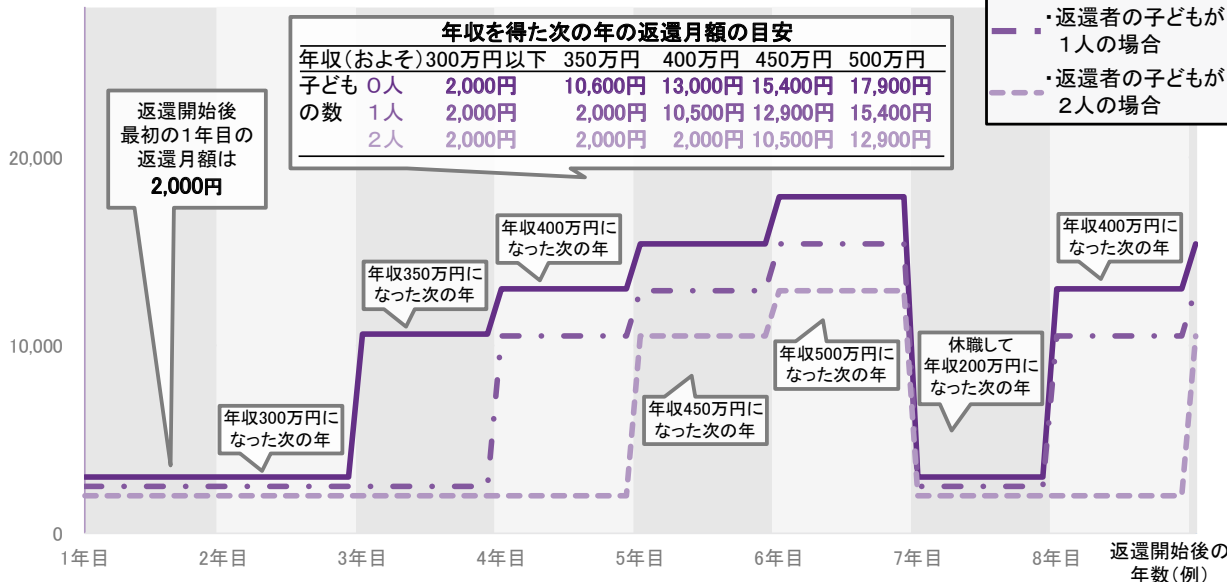 年収を得た次の年の返還月額の目安
年収(およそ) 300万円以下 350万円 400万円 450万円 500万円
子ども 0人 2,000円 10,600円 13,000円 15,400円 17,900円
の数 1人 2,000円 2,000円 10,500円 12,900円 15,400円
2人 2,000円 2,000円 2,000円 10,500円 12,900円
・返還者の子どもが
1人の場合
・返還者の子どもが
2人の場合
返還開始後
最初の1年目の
返還月額は
2,000円
20,000
10,000
0
年収300万円に
なった次の年
年収350万円に
なった次の年
年収400万円に
なった次の年
年収450万円に
なった次の年
年収500万円に
なった次の年
休職して
年収200万円に
なった次の年
年収400万円に
なった次の年
1年目 2年目 3年目 4年目 5年目 6年目 7年目 8年目
返還開始後の
年数(例)